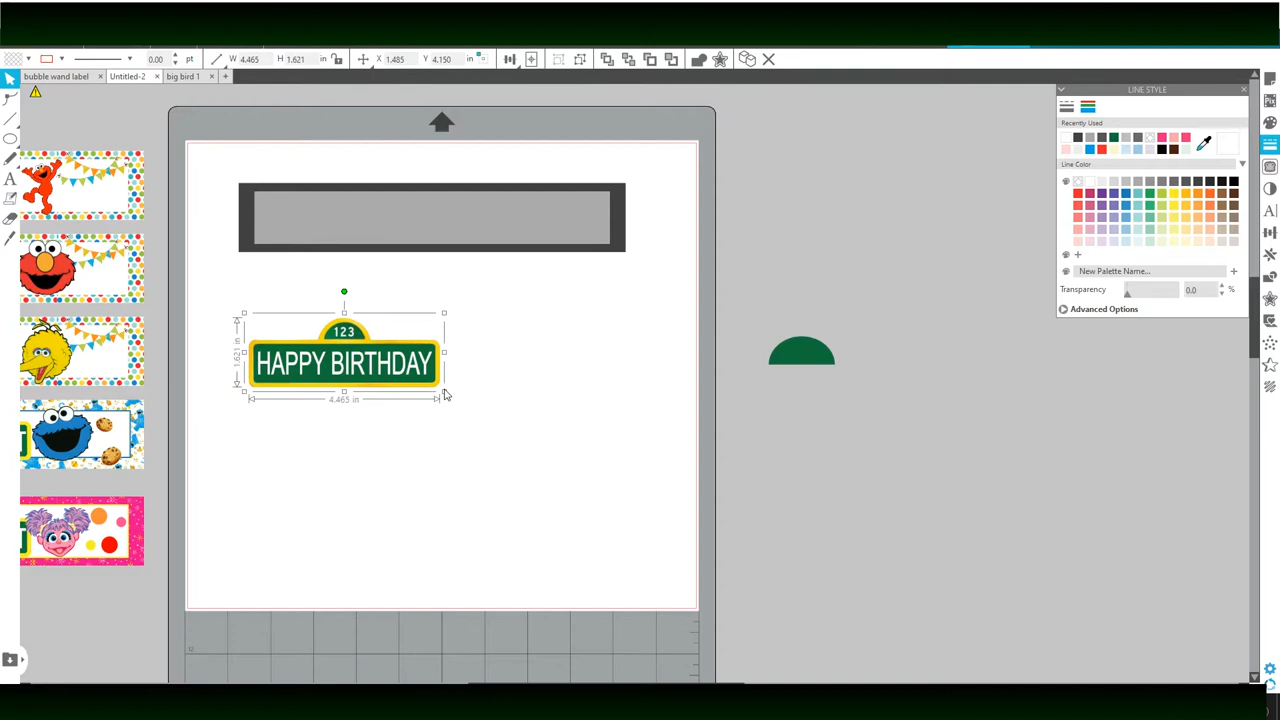 0.00 pt W 4.465 H 1.621 in X 1.485 Y 4.150 in
bubble wand label Untitled-2 big bird 1
LINE STYLE
Recently Used
Line Color
New Palette Name...
Transparency 0.0 %
Advanced Options
123
HAPPY BIRTHDAY
1.621 in
4.465 in
12